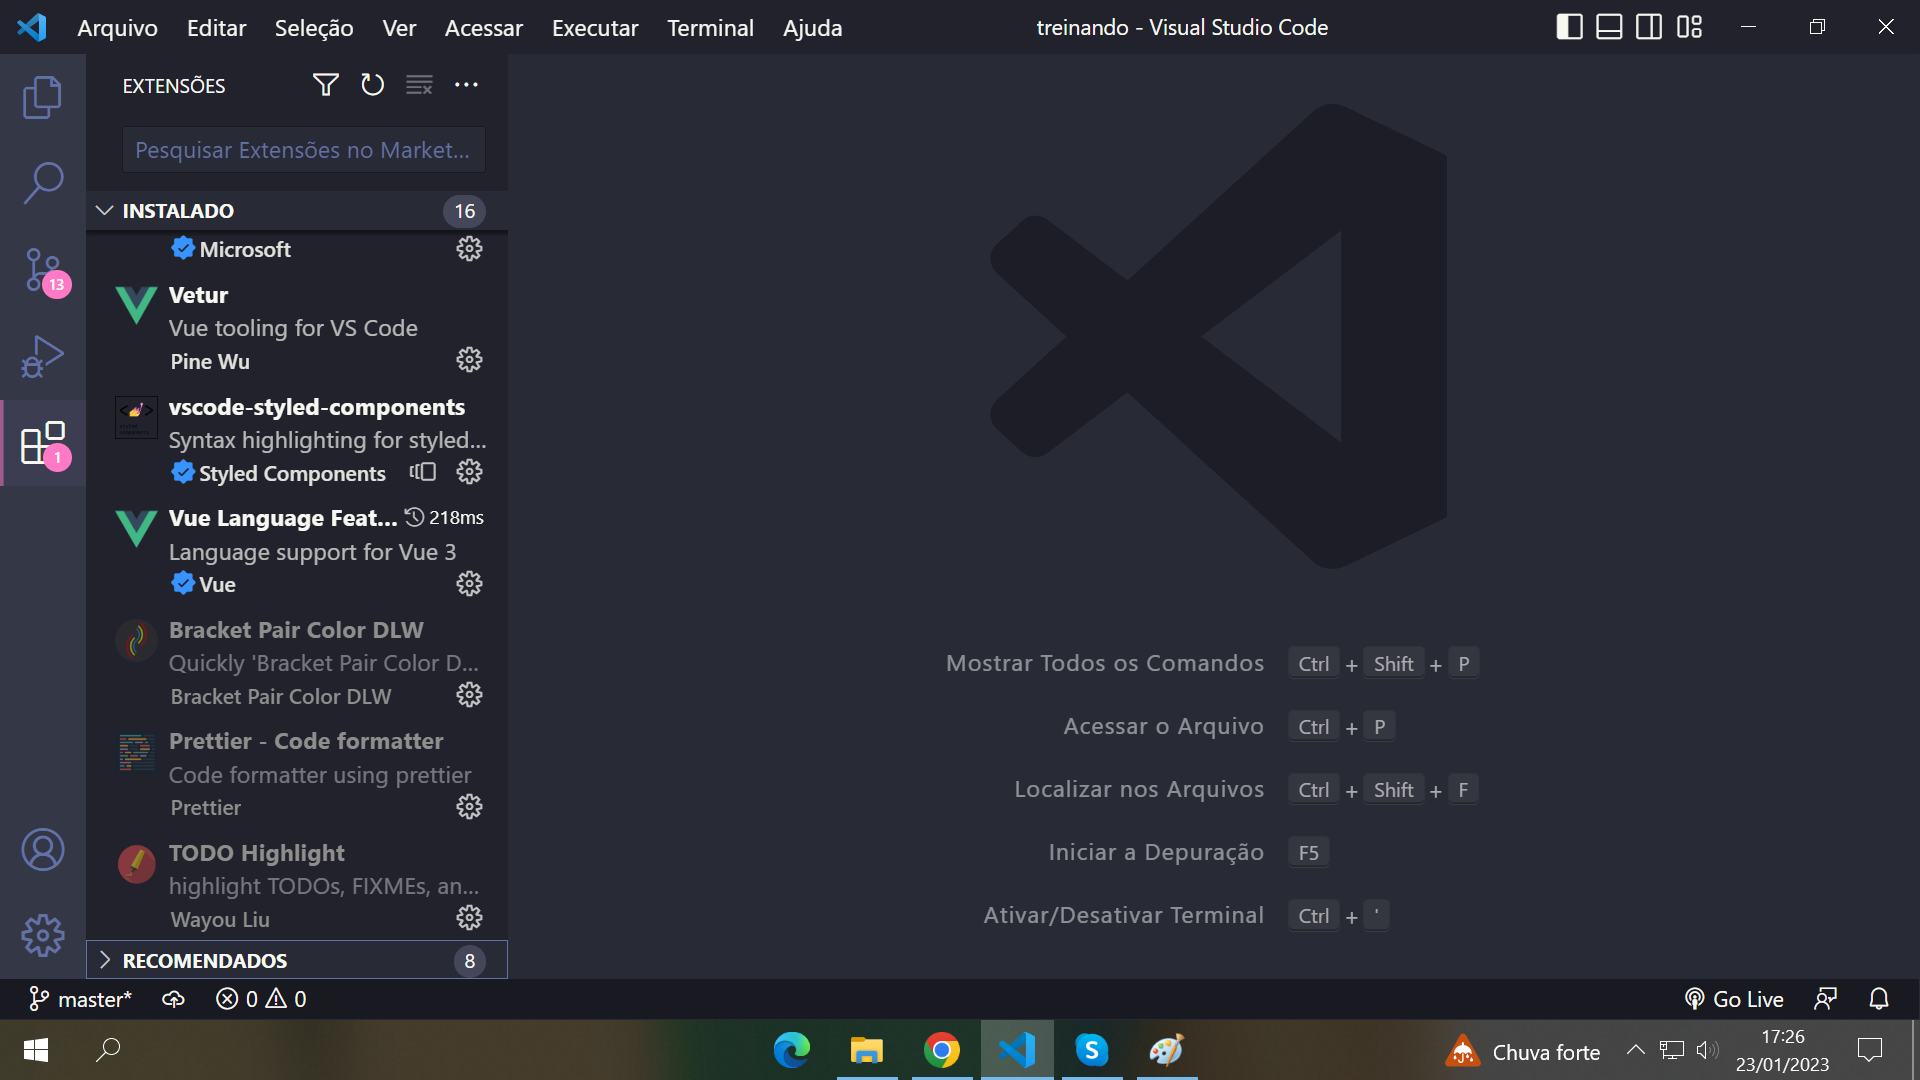 Arquivo Editar Seleção Ver Acessar Executar Terminal Ajuda
treinando - Visual Studio Code
EXTENSÕES
Pesquisar Extensões no Market...
INSTALADO 16
Microsoft
Vetur
Vue tooling for VS Code
Pine Wu
vscode-styled-components
Syntax highlighting for styled...
Styled Components
Vue Language Feat... 218ms
Language support for Vue 3
Vue
Bracket Pair Color DLW
Quickly 'Bracket Pair Color D...
Bracket Pair Color DLW
Prettier - Code formatter
Code formatter using prettier
Prettier
TODO Highlight
highlight TODOs, FIXMEs, an...
Wayou Liu
RECOMENDADOS 8
13
1
Mostrar Todos os Comandos Ctrl + Shift + P
Acessar o Arquivo Ctrl + P
Localizar nos Arquivos Ctrl + Shift + F
Iniciar a Depuração F5
Ativar/Desativar Terminal Ctrl + '
master* 0 0
Go Live
Chuva forte
17:26
23/01/2023